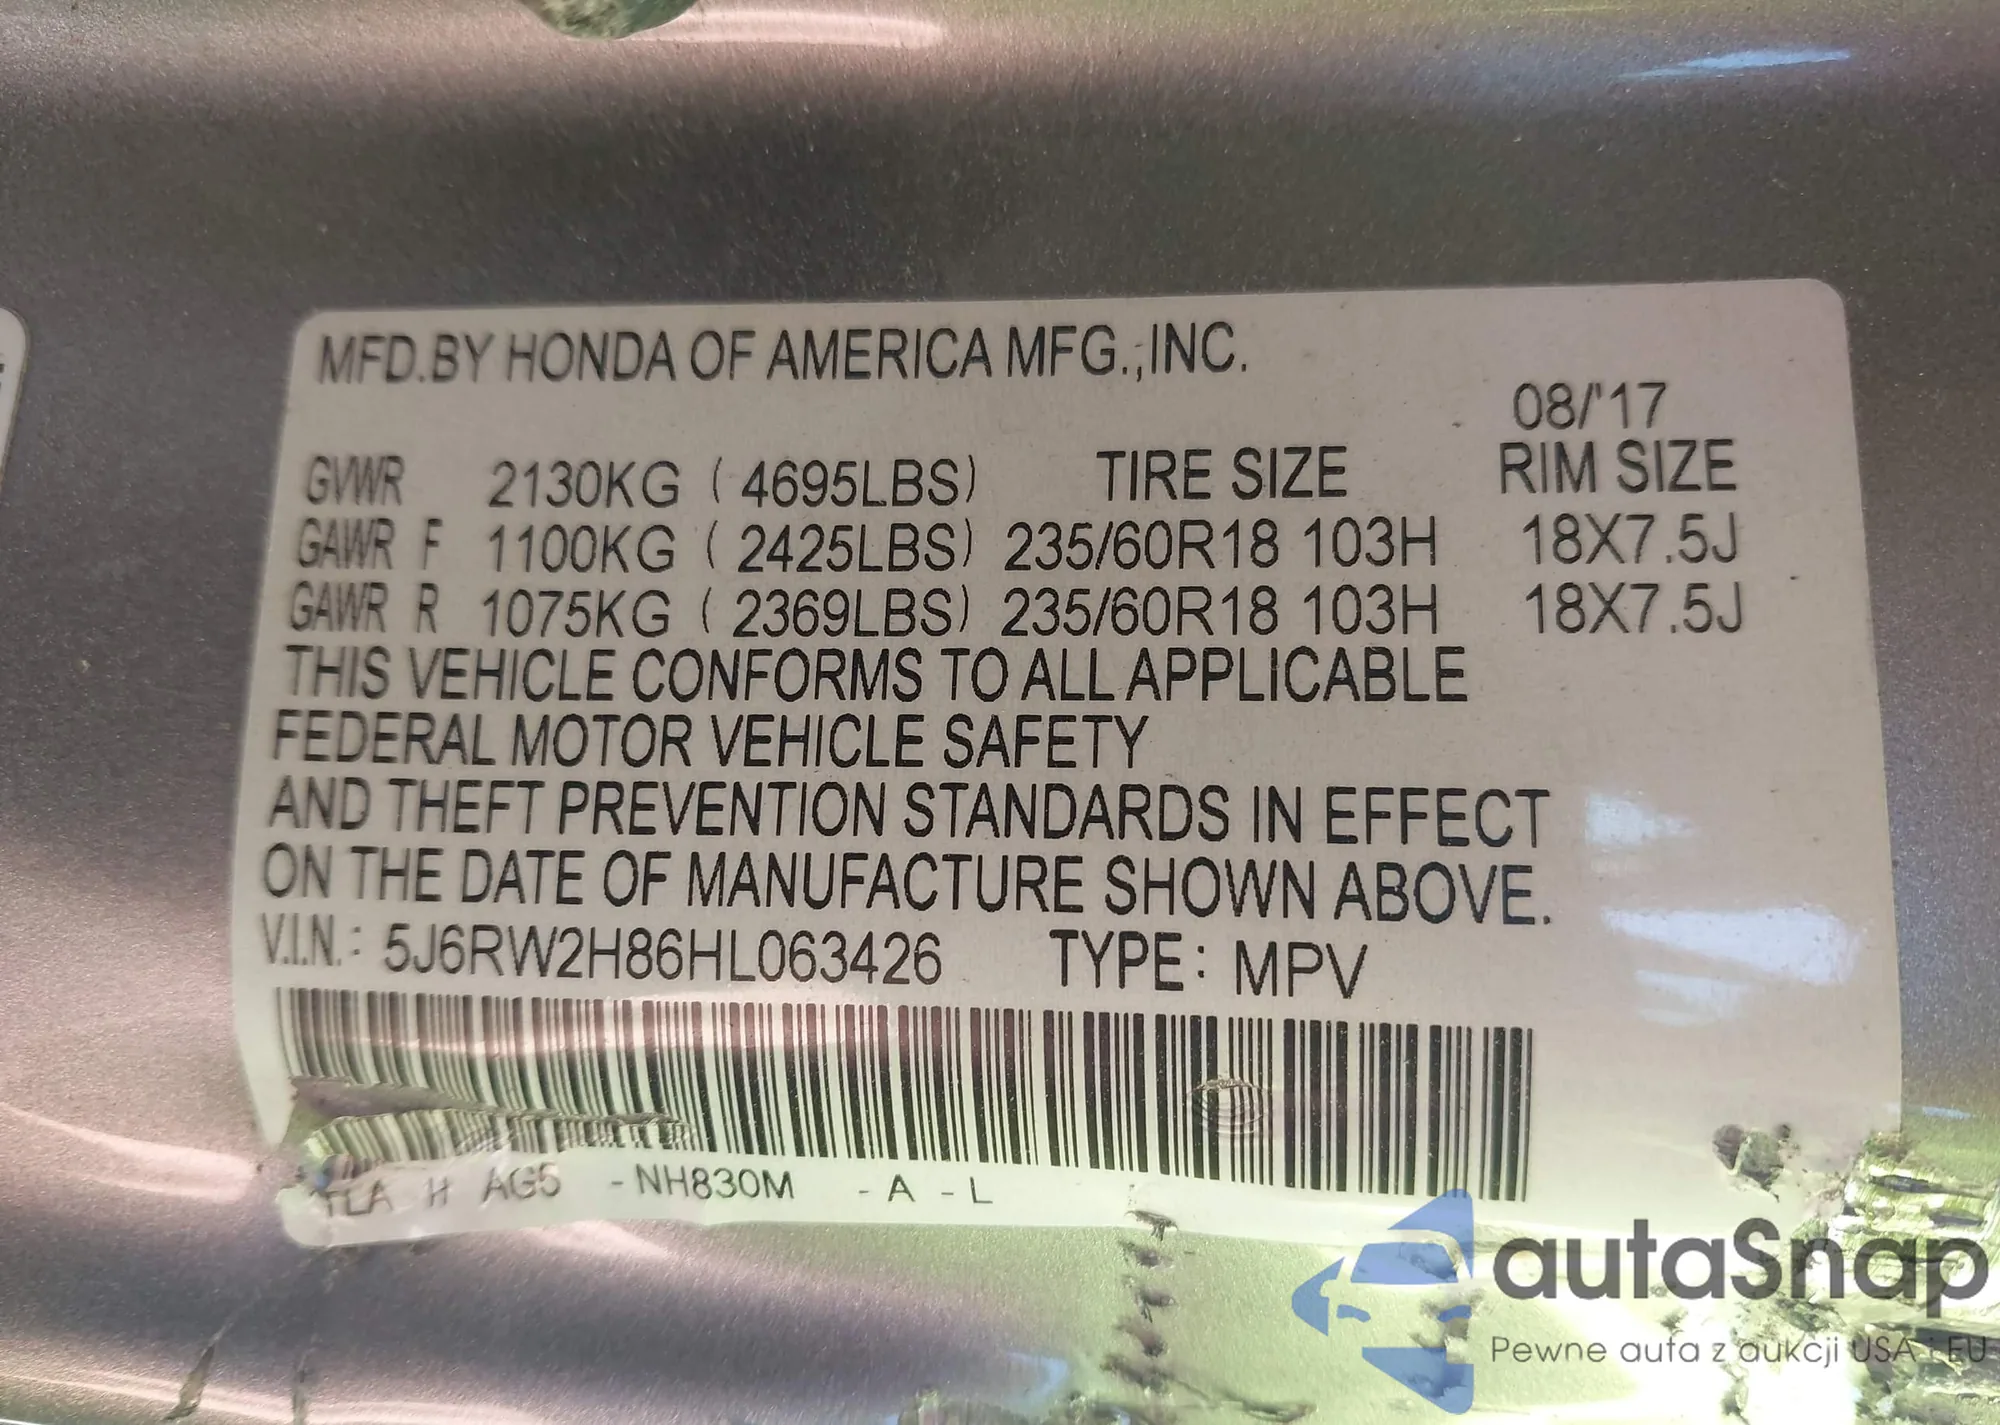 MFD.BY HONDA OF AMERICA MFG.,INC.
08/'17
GVWR 2130KG ( 4695LBS) TIRE SIZE RIM SIZE
GAWR F 1100KG ( 2425LBS) 235/60R18 103H 18X7.5J
GAWR R 1075KG ( 2369LBS) 235/60R18 103H 18X7.5J
THIS VEHICLE CONFORMS TO ALL APPLICABLE
FEDERAL MOTOR VEHICLE SAFETY
AND THEFT PREVENTION STANDARDS IN EFFECT
ON THE DATE OF MANUFACTURE SHOWN ABOVE.
V.I.N.: 5J6RW2H86HL063426 TYPE: MPV
TLA H AG5 -NH830M -A -L
autaSnap
Pewne auta z aukcji USA i EU